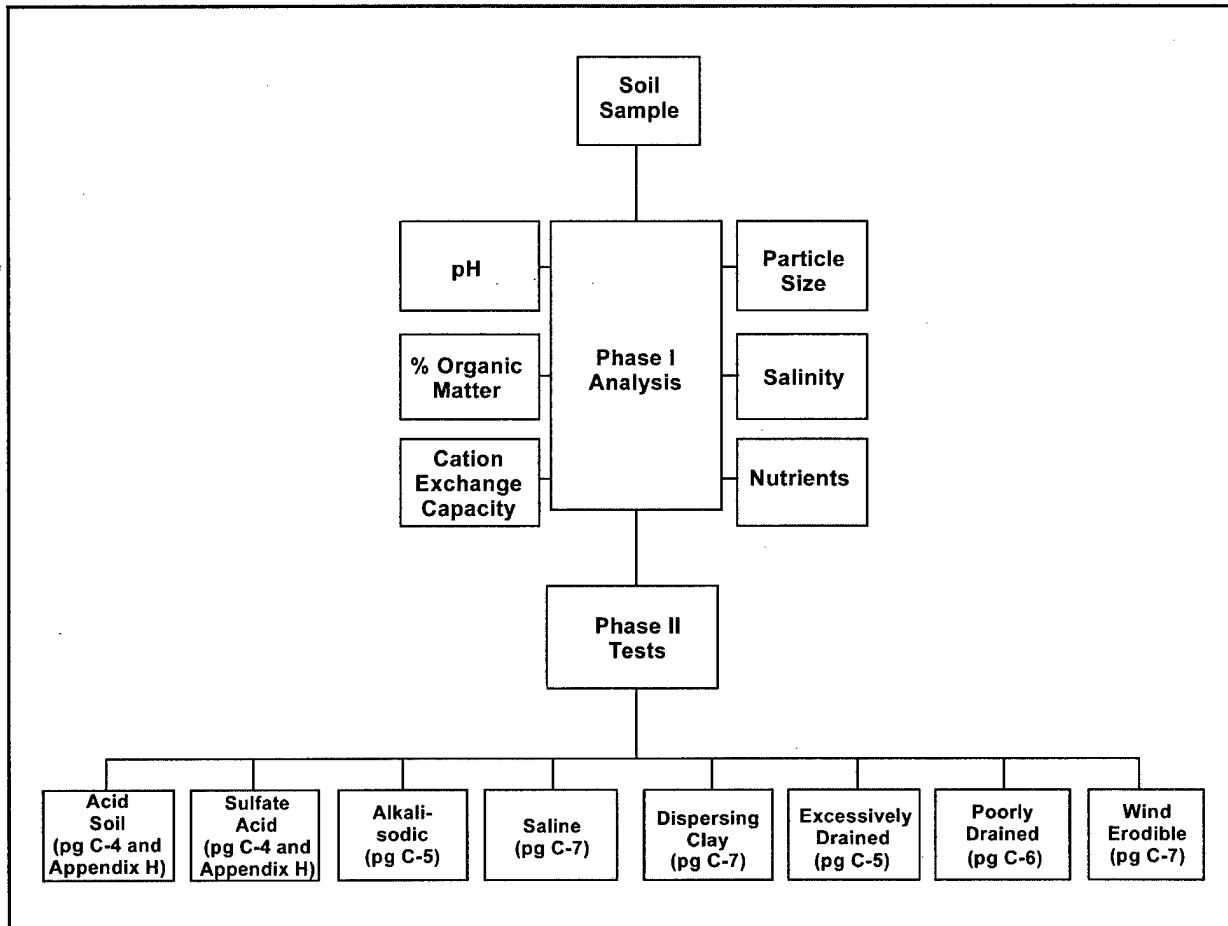 Soil
Sample
pH
Particle
Size
% Organic
Matter
Phase I
Analysis
Salinity
Cation
Exchange
Capacity
Nutrients
Phase II
Tests
Acid
Soil
(pg C-4 and
Appendix H)
Sulfate
Acid
(pg C-4 and
Appendix H)
Alkali-
sodic
(pg C-5)
Saline
(pg C-7)
Dispersing
Clay
(pg C-7)
Excessively
Drained
(pg C-5)
Poorly
Drained
(pg C-6)
Wind
Erodible
(pg C-7)